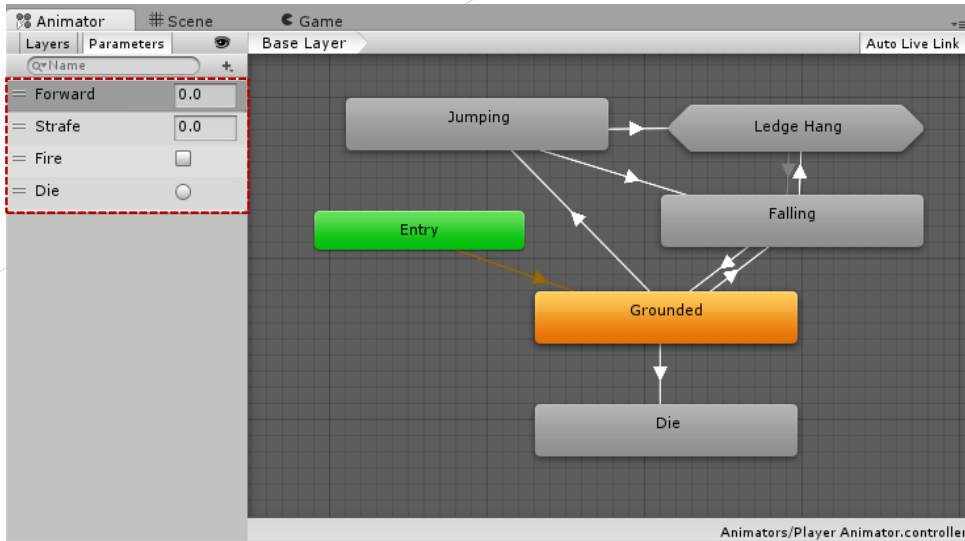 Animator
Scene
Game
Layers
Parameters
Base Layer
Auto Live Link
Name
Forward
0.0
Strafe
0.0
Fire
Die
Jumping
Ledge Hang
Falling
Entry
Grounded
Die
Animators/Player Animator.controller